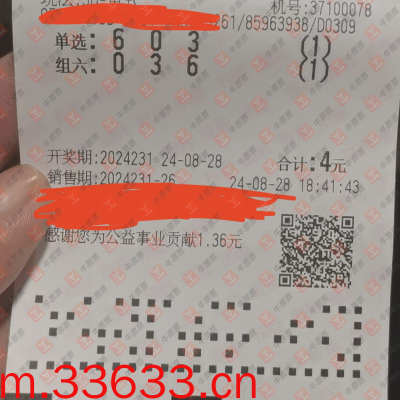 机号:37100078
261/85963938/D0309
单选: 6 0 3 (1)
组六: 0 3 6 (1)
开奖期:2024231 24-08-28 合计:4元
销售期:2024231-26 24-08-28 18:41:43
感谢您为公益事业贡献1.36元
m.33633.cn